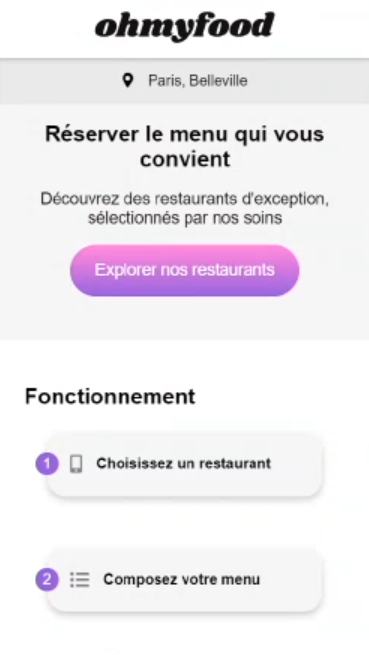 ohmyfood
Paris, Belleville
Réserver le menu qui vous
convient
Découvrez des restaurants d'exception,
sélectionnés par nos soins
Explorer nos restaurants
Fonctionnement
1 Choisissez un restaurant
2 Composez votre menu